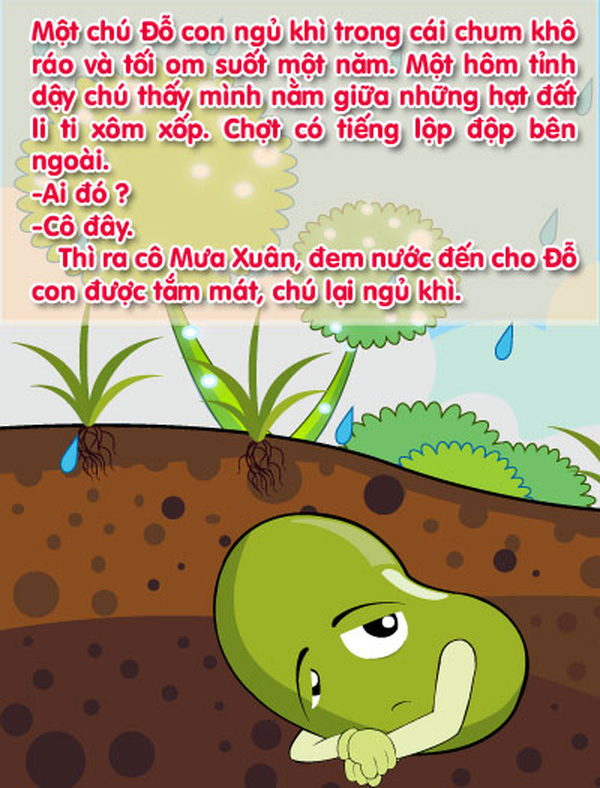 Một chú Đỗ con ngủ khì trong cái chum khô
ráo và tối om suốt một năm. Một hôm tỉnh
dậy chú thấy mình nằm giữa những hạt đất
li ti xôm xốp. Chợt có tiếng lộp độp bên
ngoài.
-Ai đó ?
-Cô đây.
Thì ra cô Mưa Xuân, đem nước đến cho Đỗ
con được tắm mát, chú lại ngủ khì.